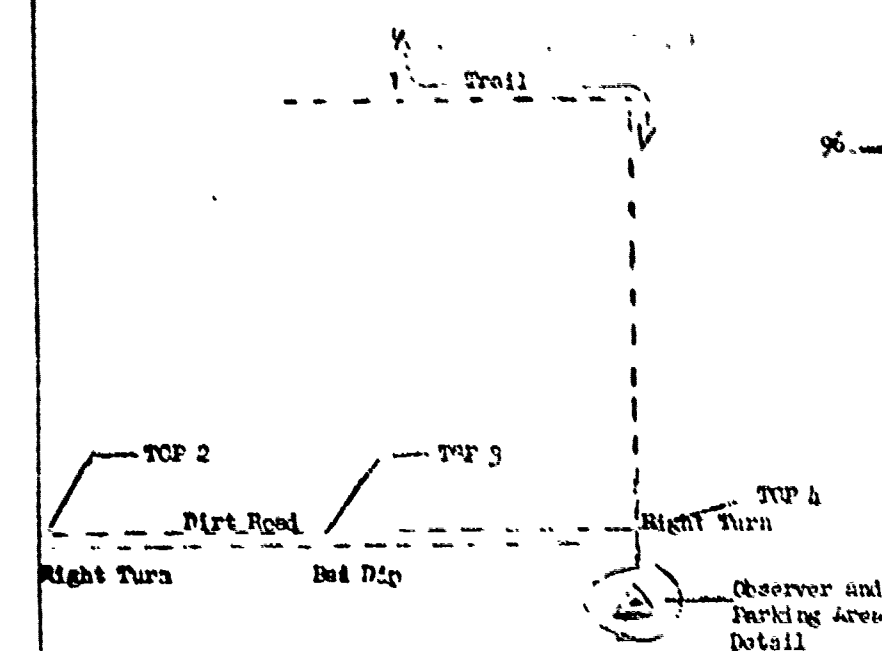 Trail
96
TCP 2
TCP 3
TCP 4
Dirt Road
Right Turn
Right Turn
Bad Dip
Observer and
Parking Area
Detail